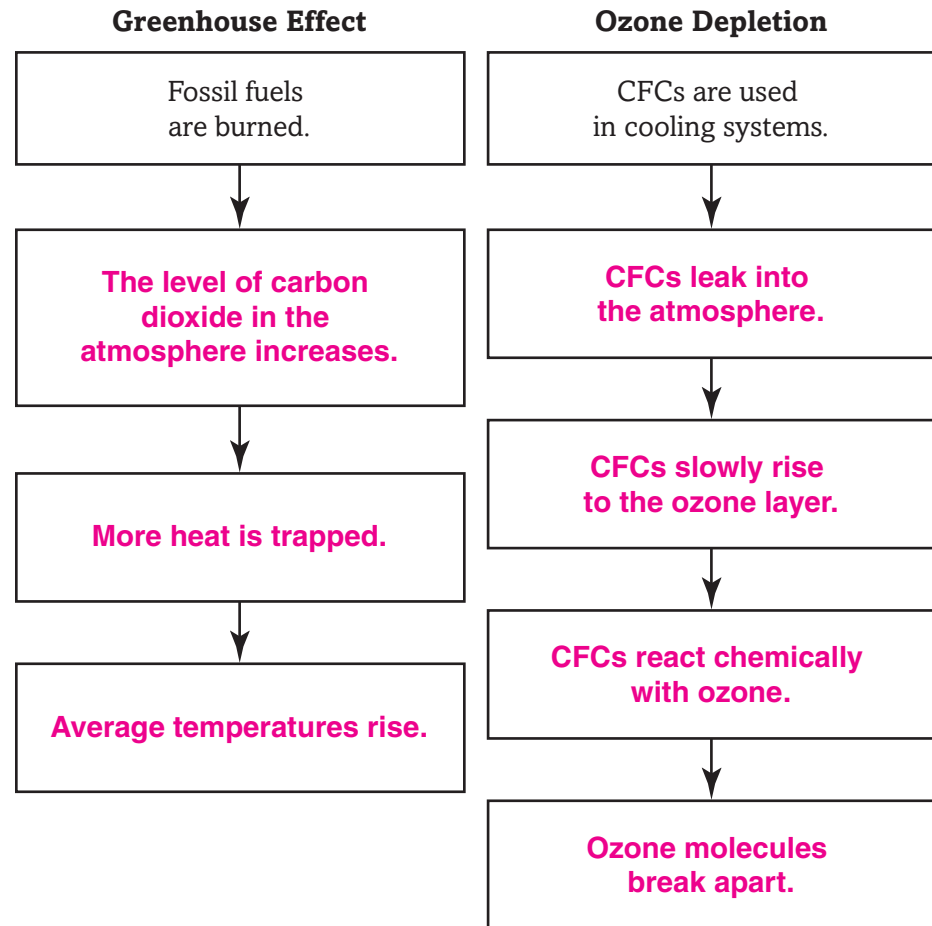 Greenhouse Effect
Fossil fuels
are burned.
The level of carbon
dioxide in the
atmosphere increases.
More heat is trapped.
Average temperatures rise.
Ozone Depletion
CFCs are used
in cooling systems.
CFCs leak into
the atmosphere.
CFCs slowly rise
to the ozone layer.
CFCs react chemically
with ozone.
Ozone molecules
break apart.